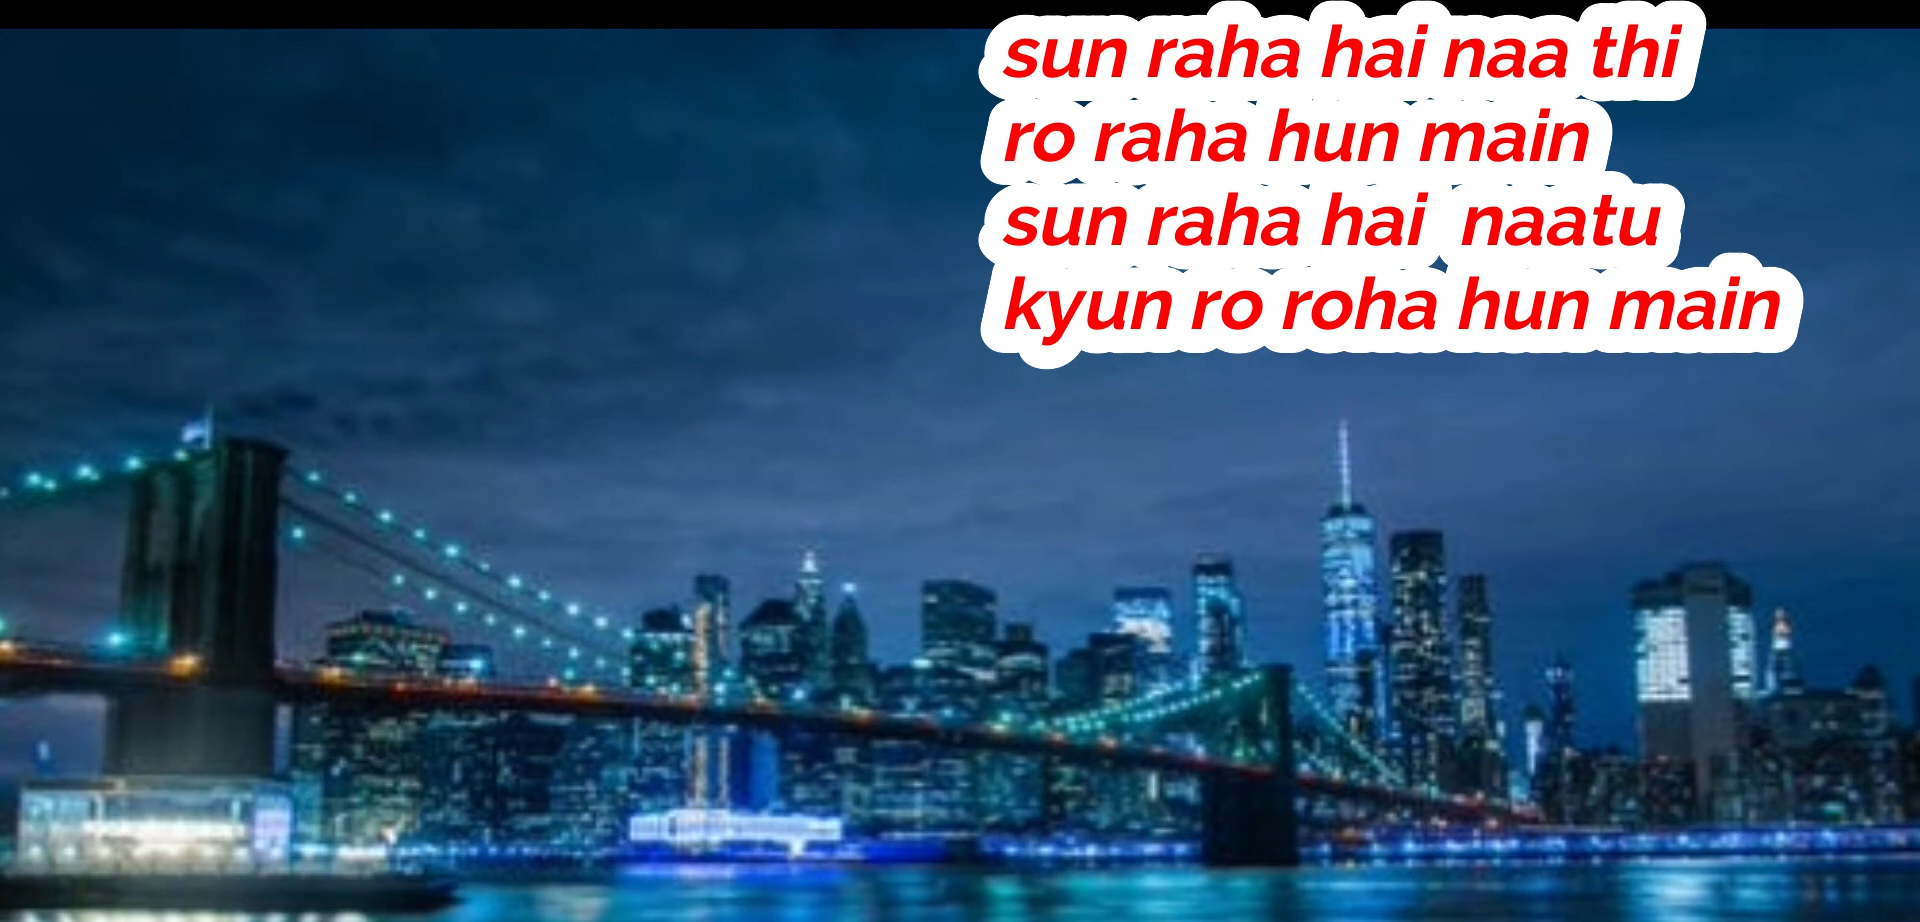 sun raha hai naa thi
ro raha hun main
sun raha hai  naatu
kyun ro roha hun main